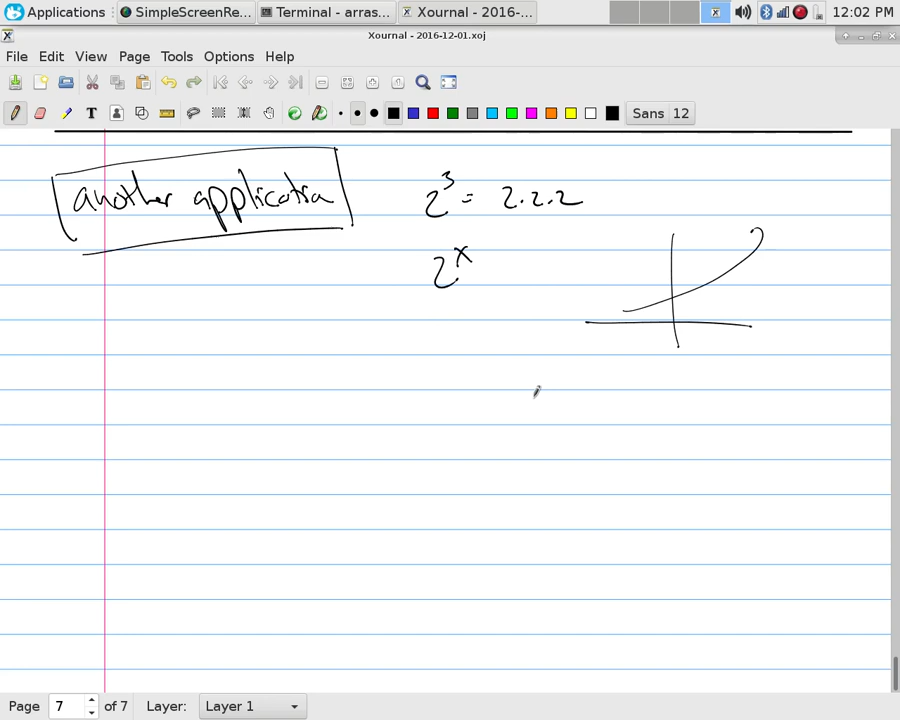 Applications SimpleScreenRe... Terminal - arras... Xournal - 2016-... 12:02 PM
Xournal - 2016-12-01.xoj
File Edit View Page Tools Options Help
Sans 12
another application 2³ = 2·2·2
2ˣ
Page 7 of 7 Layer: Layer 1